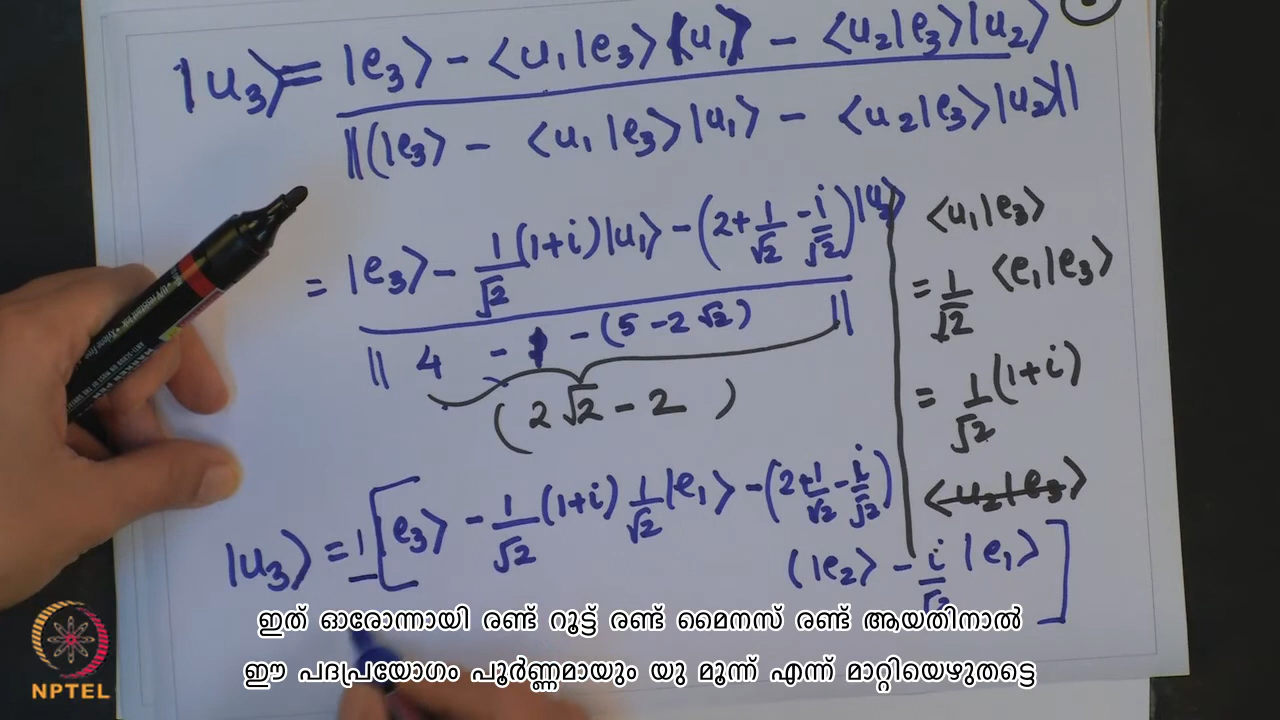 |u₃⟩ = |e₃⟩ - ⟨u₁|e₃⟩|u₁⟩ - ⟨u₂|e₃⟩|u₂⟩
||(|e₃⟩ - ⟨u₁|e₃⟩|u₁⟩ - ⟨u₂|e₃⟩|u₂⟩||
= |e₃⟩ - 1/√2 (1+i)|u₁⟩ - (2+1/√2 - i/√2)|u₂⟩
|| 4 - 1 - (5-2√2) ||
(2√2 - 2)
|u₃⟩ = 1 [e₃⟩ - 1/√2 (1+i) 1/√2 |e₁⟩ - (2+1/√2 - i/√2)
(|e₂⟩ - i/√2 |e₁⟩ ]
⟨u₁|e₃⟩
= 1/√2 ⟨e₁|e₃⟩
= 1/√2 (1+i)
⟨u₂|e₃⟩
ഇത് ഓരോന്നായി രണ്ട് റൂട്ട് രണ്ട് മൈനസ് രണ്ട് ആയതിനാൽ
ഈ പദപ്രയോഗം പൂർണ്ണമായും യു മൂന്ന് എന്ന് മാറ്റിയെഴുതട്ടെ
NPTEL